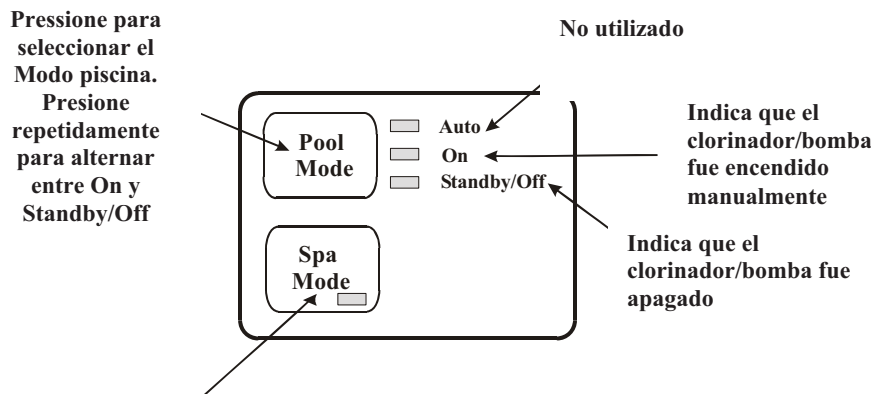 Pressione para
seleccionar el
Modo piscina.
Presione
repetidamente
para alternar
entre On y
Standby/Off
No utilizado
Pool
Mode
Auto
On
Standby/Off
Indica que el
clorinador/bomba
fue encendido
manualmente
Spa
Mode
Indica que el
clorinador/bomba fue
apagado